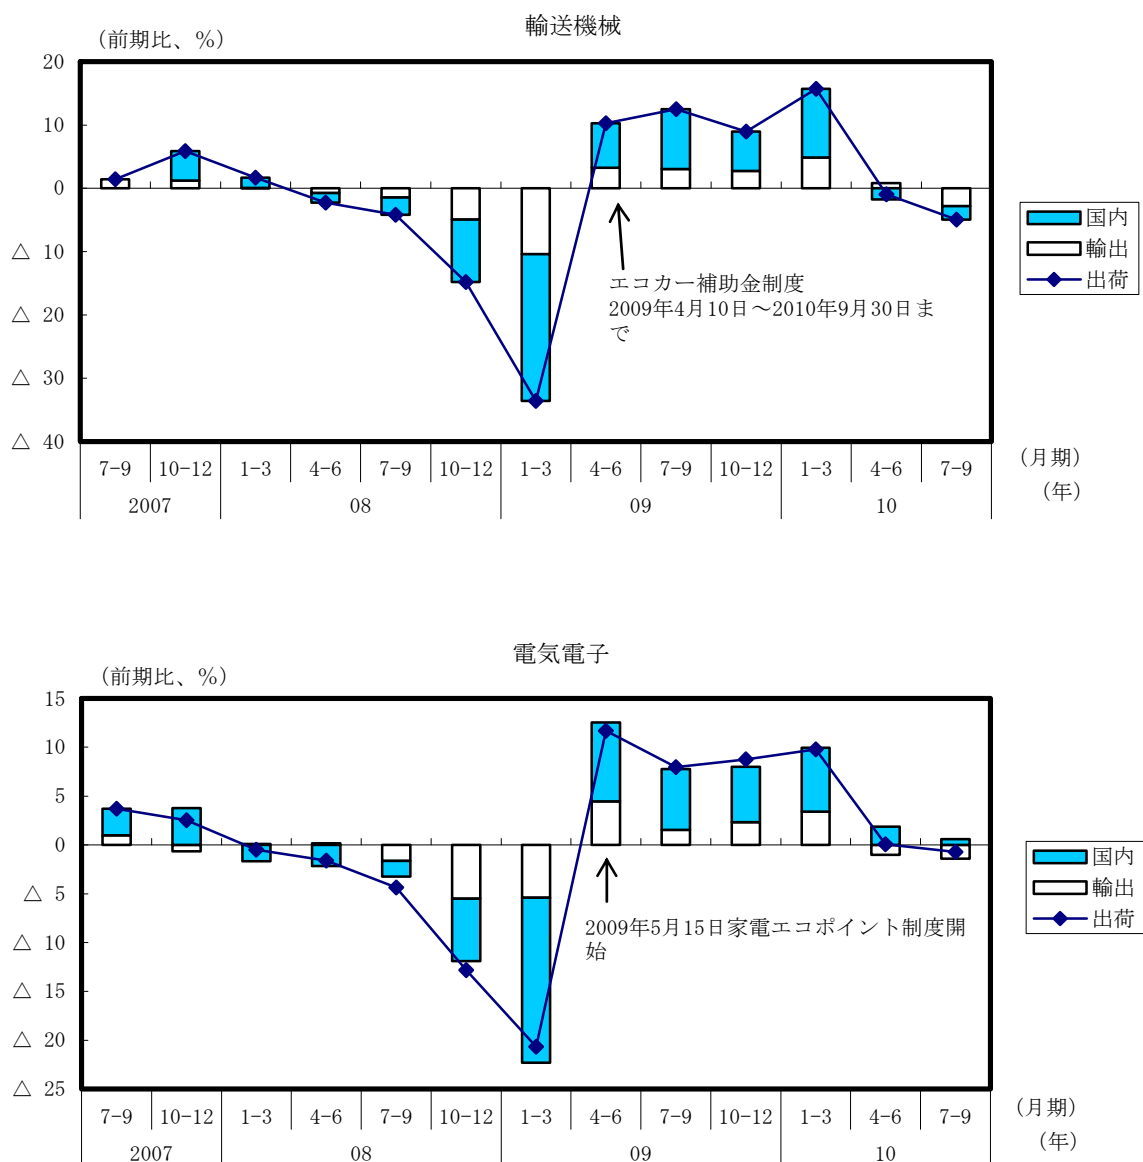 輸送機械
（前期比、％）
20
10
0
△ 10
△ 20
△ 30
△ 40
エコカー補助金制度
2009年4月10日～2010年9月30日ま
で
国内
輸出
出荷
7-9 10-12 1-3 4-6 7-9 10-12 1-3 4-6 7-9 10-12 1-3 4-6 7-9
（月期）
2007 08 09 10
（年）
電気電子
（前期比、％）
15
10
5
0
△ 5
△ 10
△ 15
△ 20
△ 25
2009年5月15日家電エコポイント制度開
始
国内
輸出
出荷
7-9 10-12 1-3 4-6 7-9 10-12 1-3 4-6 7-9 10-12 1-3 4-6 7-9
（月期）
2007 08 09 10
（年）